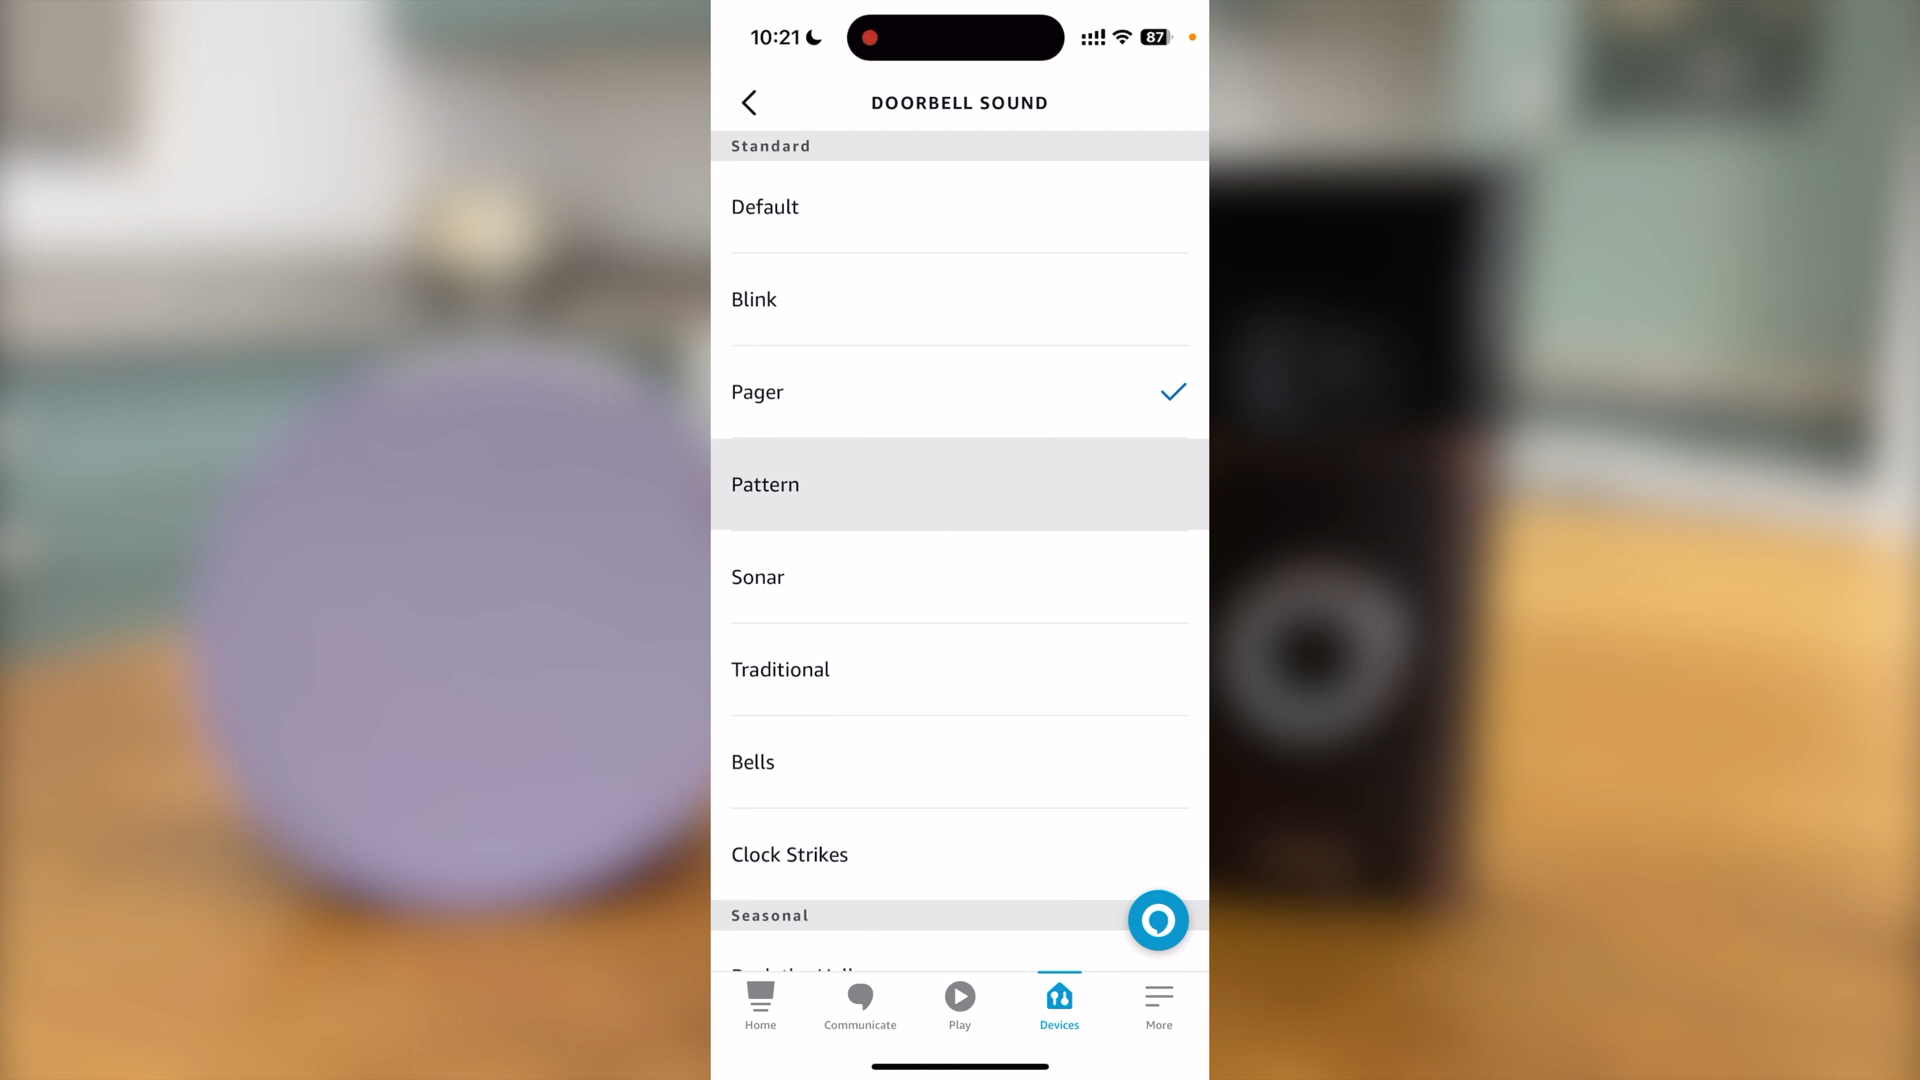 10:21
87
DOORBELL SOUND
Standard
Default
Blink
Pager
Pattern
Sonar
Traditional
Bells
Clock Strikes
Seasonal
Home
Communicate
Play
Devices
More